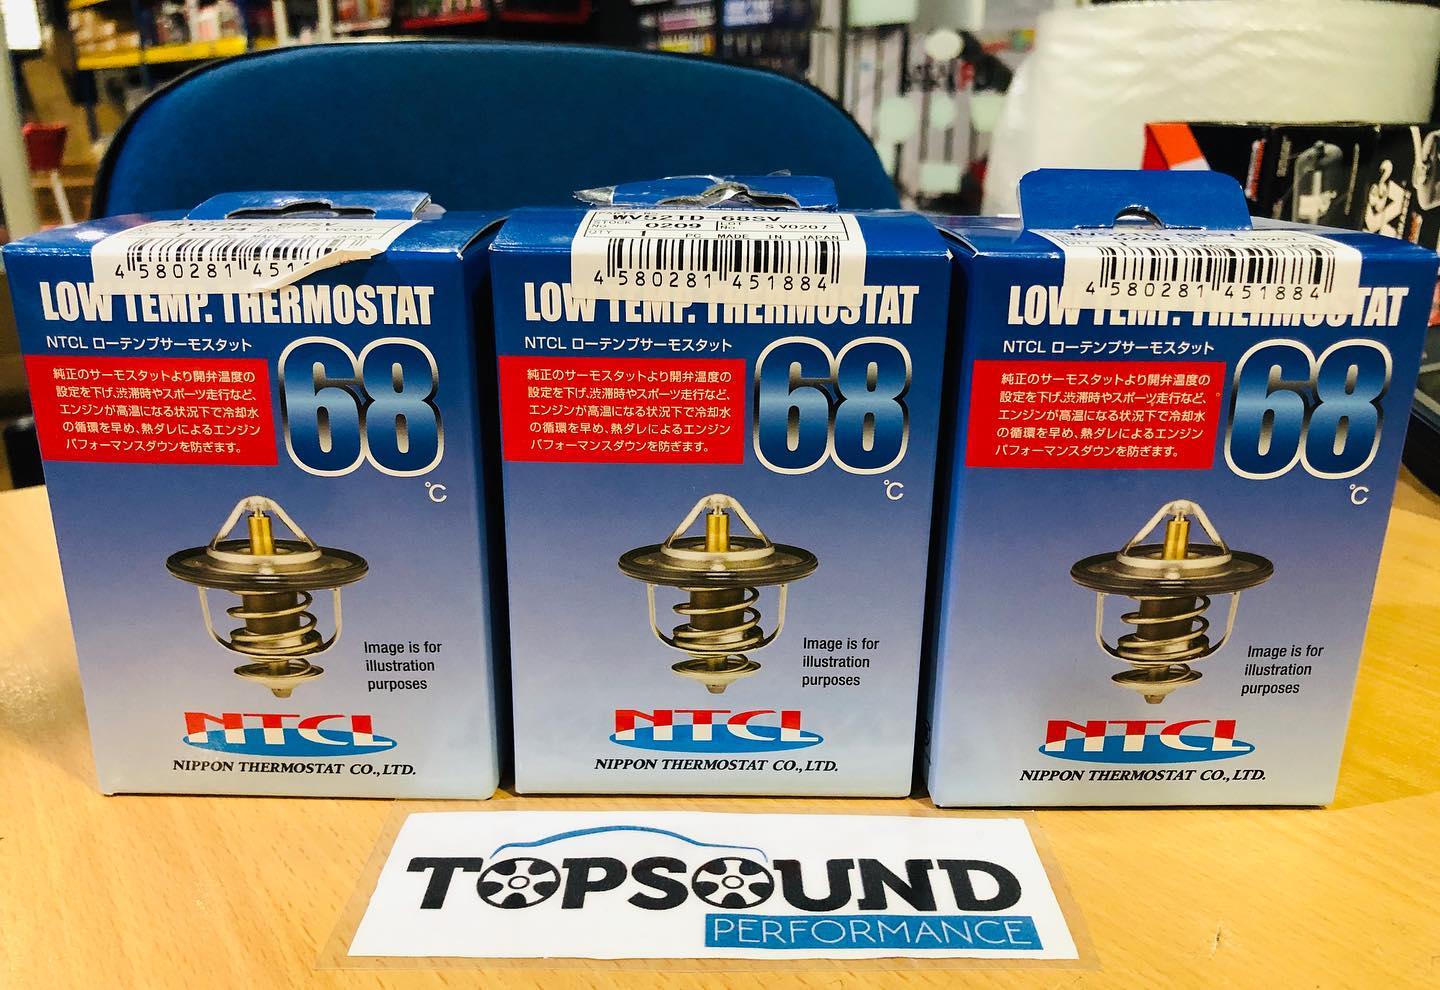 4 580281 451
LOW TEMP. THERMOSTAT
NTCL ローテンプサーモスタット
純正のサーモスタットより開弁温度の
設定を下げ、渋滞時やスポーツ走行など、
エンジンが高温になる状況下で冷却水
の循環を早め、熱ダレによるエンジン
パフォーマンスダウンを防ぎます。
68
℃
Image is for
illustration
purposes
NTCL
NIPPON THERMOSTAT CO., LTD.
WV52TD-68SV
STOCK No. 0209 LOT No. SV0207
QTY 1 PC MADE IN JAPAN
4 580281 451884
LOW TEMP. THERMOSTAT
NTCL ローテンプサーモスタット
純正のサーモスタットより開弁温度の
設定を下げ、渋滞時やスポーツ走行など、
エンジンが高温になる状況下で冷却水
の循環を早め、熱ダレによるエンジン
パフォーマンスダウンを防ぎます。
68
℃
Image is for
illustration
purposes
NTCL
NIPPON THERMOSTAT CO., LTD.
4 580281 451884
LOW TEMP. THERMOSTAT
NTCL ローテンプサーモスタット
純正のサーモスタットより開弁温度の
設定を下げ、渋滞時やスポーツ走行など、
エンジンが高温になる状況下で冷却水
の循環を早め、熱ダレによるエンジン
パフォーマンスダウンを防ぎます。
68
℃
Image is for
illustration
purposes
NTCL
NIPPON THERMOSTAT CO., LTD.
TOPSOUND
PERFORMANCE